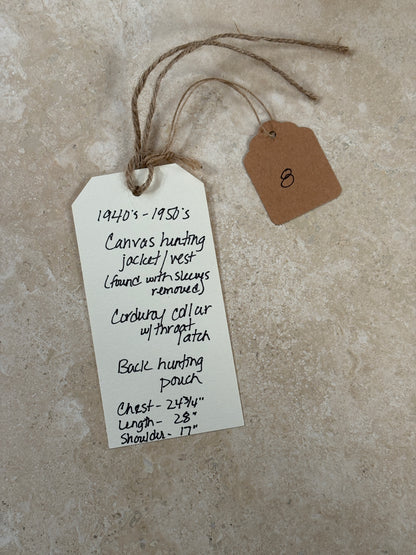 1940's - 1950's
Canvas hunting
jacket/vest
(found with sleeves
removed)
Corduroy collar
w/throat
latch
Back hunting
pouch
Chest - 24 3/4"
Length - 28"
Shoulder - 17"
8